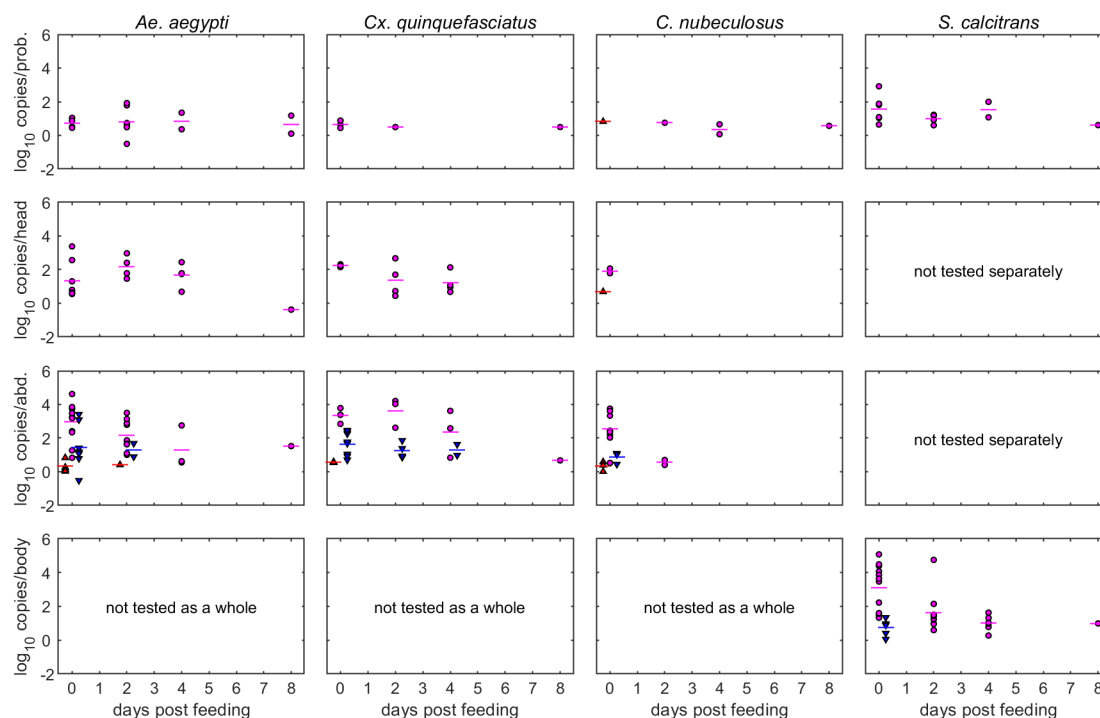 Ae. aegypti
Cx. quinquefasciatus
C. nubeculosus
S. calcitrans
log10 copies/prob.
6
4
2
0
-2
log10 copies/head
6
4
2
0
-2
not tested separately
log10 copies/abd.
6
4
2
0
-2
not tested separately
log10 copies/body
6
4
2
0
-2
not tested as a whole
not tested as a whole
not tested as a whole
0 1 2 3 4 5 6 7 8
0 1 2 3 4 5 6 7 8
0 1 2 3 4 5 6 7 8
0 1 2 3 4 5 6 7 8
days post feeding
days post feeding
days post feeding
days post feeding